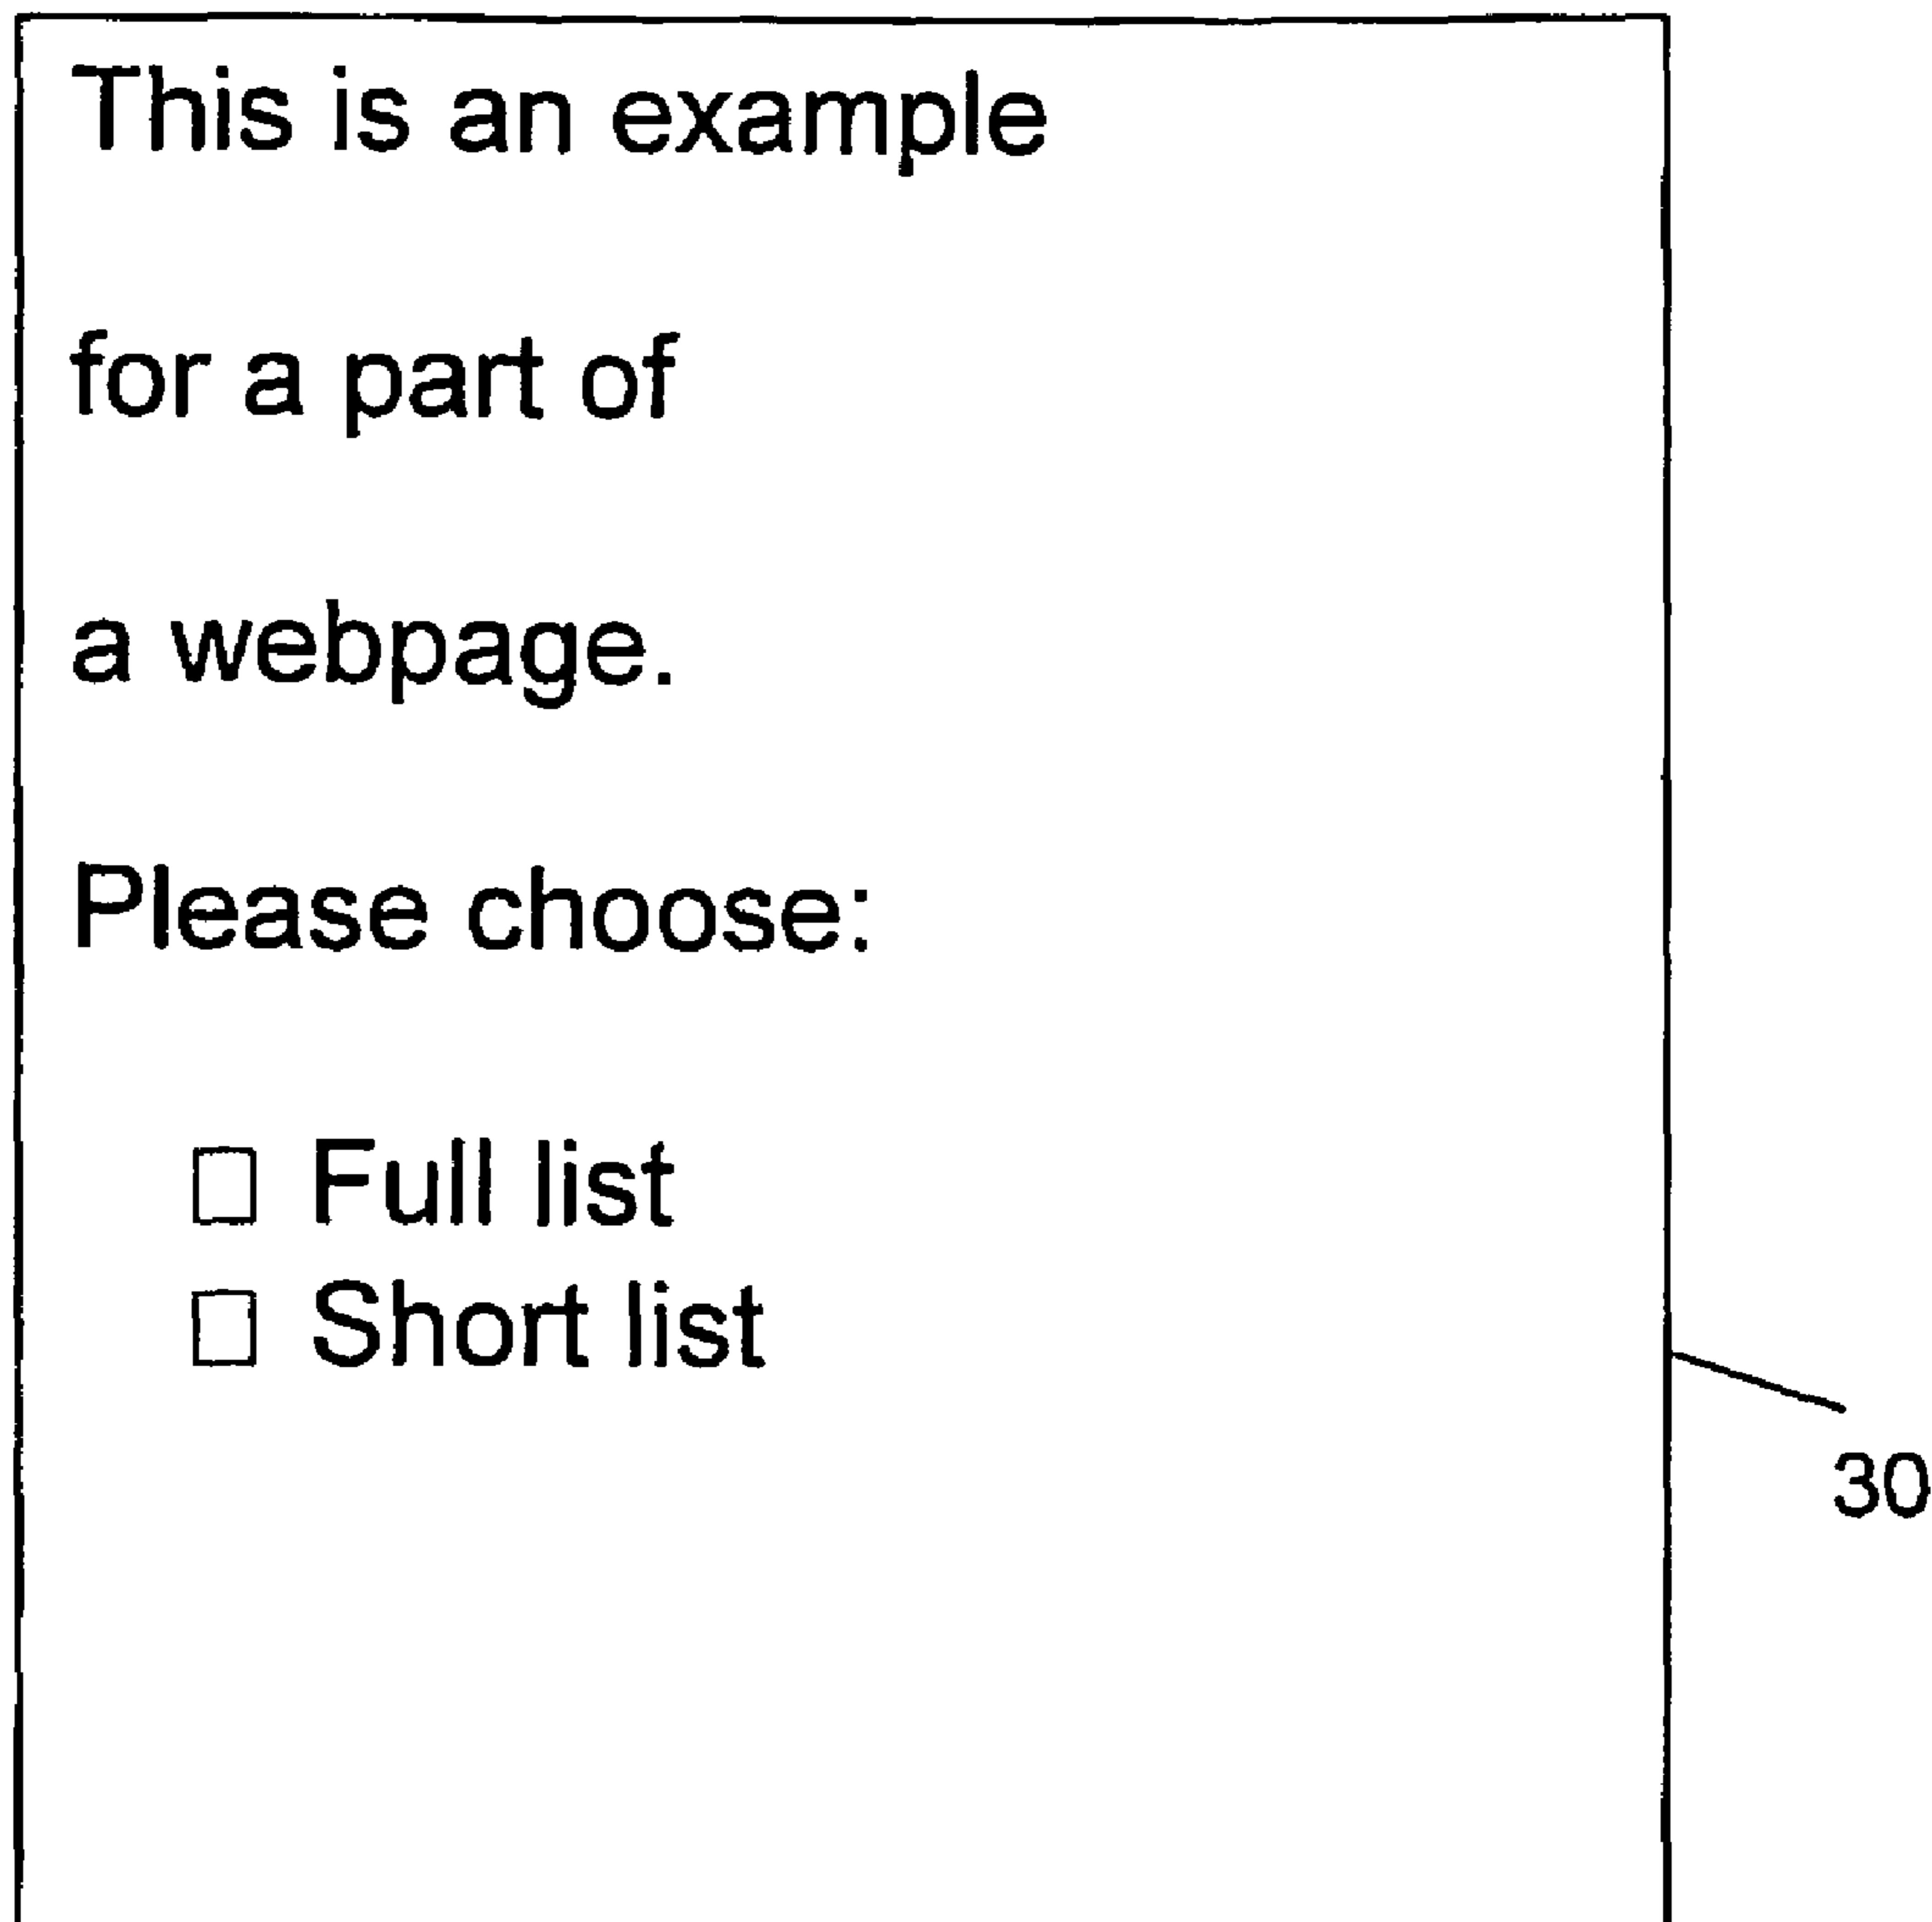 This is an example
for a part of
a webpage.
Please choose:
Full list
Short list
30